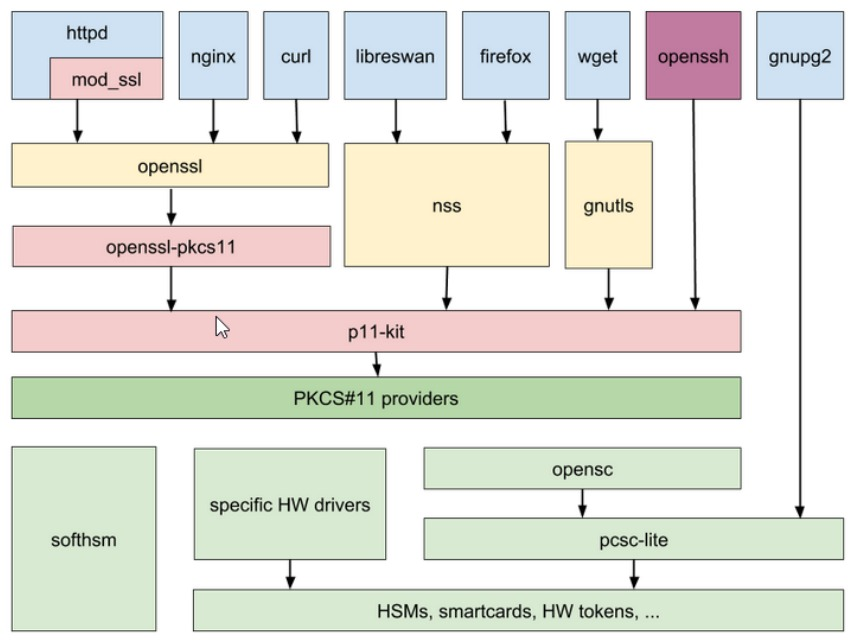 httpd
mod_ssl
nginx
curl
libreswan
firefox
wget
openssh
gnupg2
openssl
nss
gnutls
openssl-pkcs11
p11-kit
PKCS#11 providers
softhsm
specific HW drivers
opensc
pcsc-lite
HSMs, smartcards, HW tokens, ...